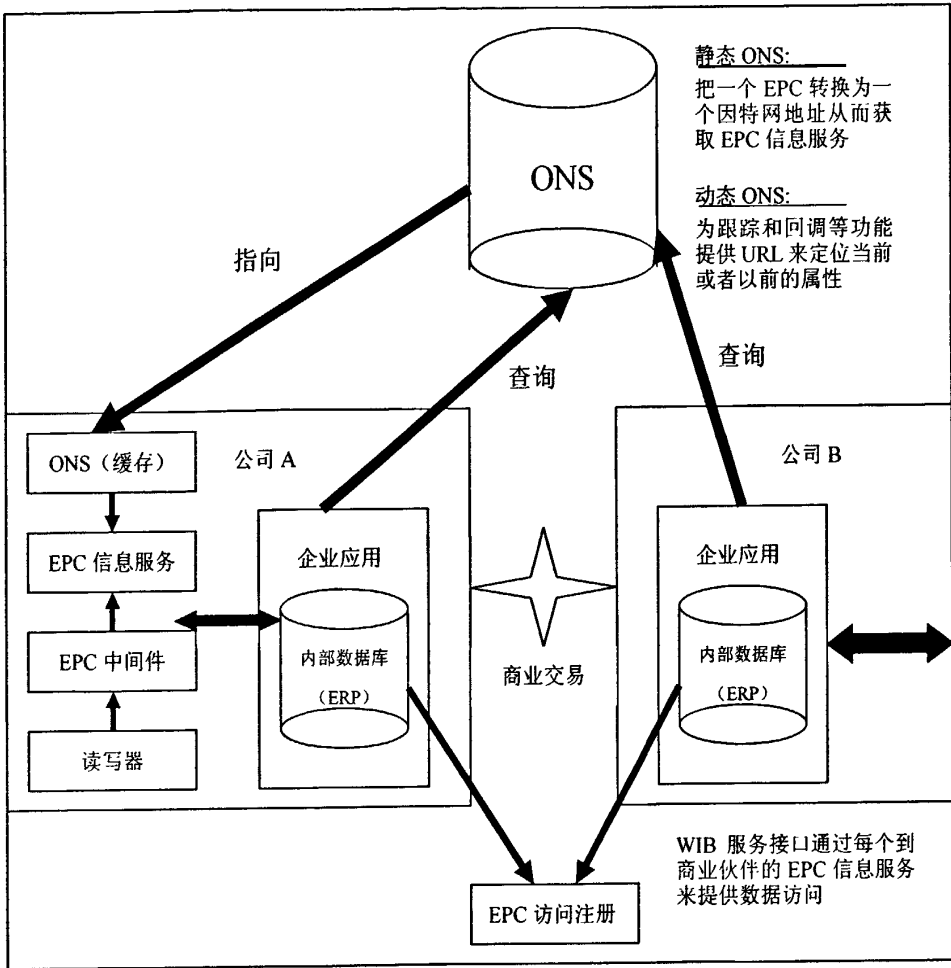 静态 ONS:
把一个 EPC 转换为一
个因特网地址从而获
取 EPC 信息服务
ONS
动态 ONS:
为跟踪和回调等功能
提供 URL 来定位当前
或者以前的属性
指向
查询
查询
ONS（缓存）
公司 A
公司 B
EPC 信息服务
企业应用
企业应用
EPC 中间件
内部数据库
（ERP）
商业交易
内部数据库
（ERP）
读写器
WIB 服务接口通过每个到
商业伙伴的 EPC 信息服务
来提供数据访问
EPC 访问注册